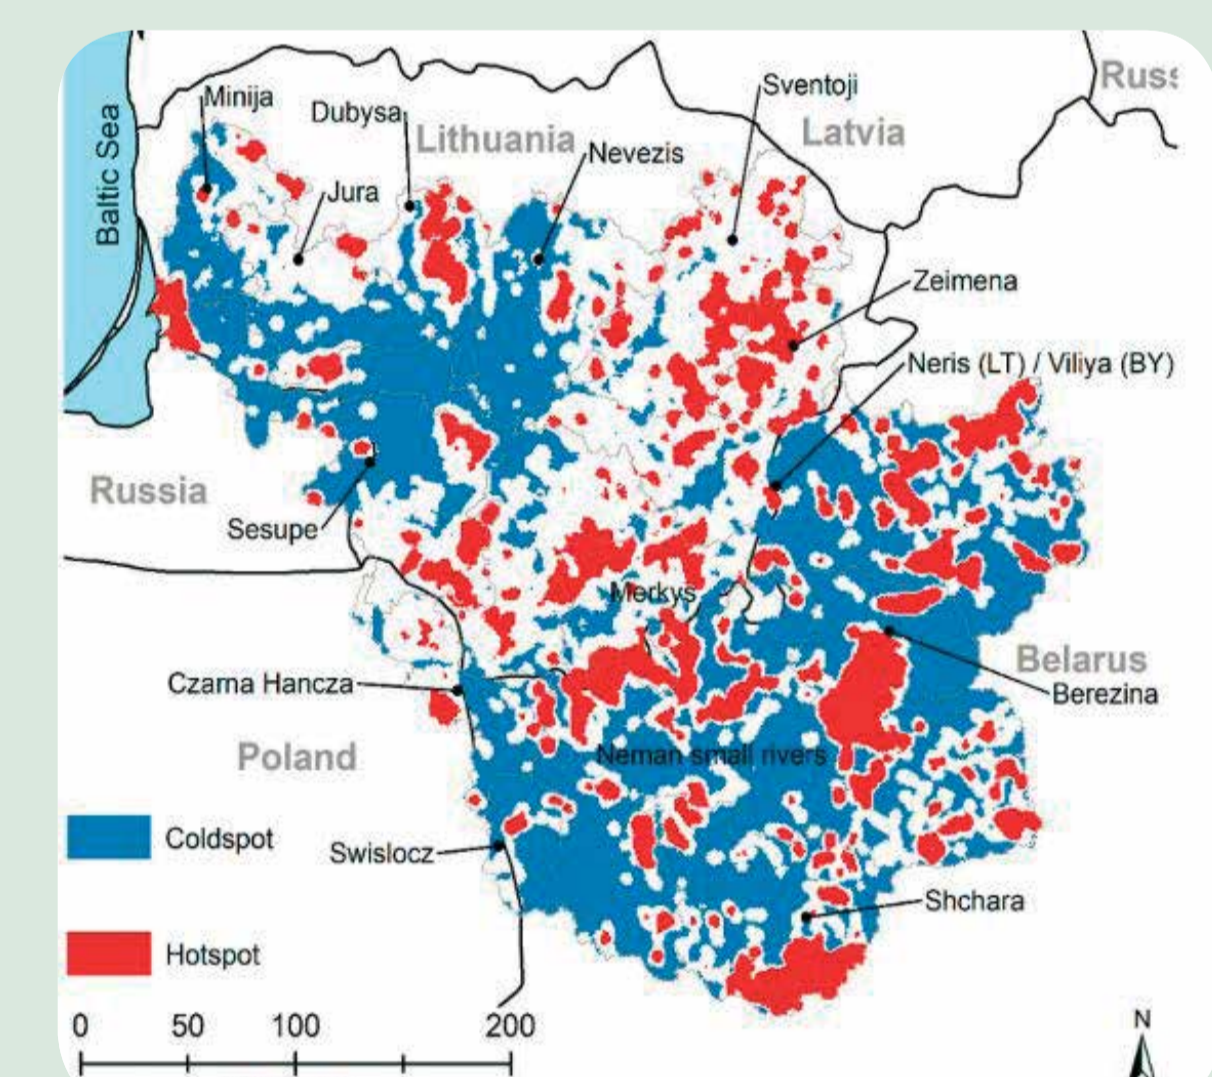 Russ
Sventoji
Minija
Dubysa
Baltic Sea
Lithuania
Latvia
Nevezis
Jura
Zeimena
Neris (LT) / Viliya (BY)
Russia
Sesupe
Merkys
Belarus
Czarna Hancza
Berezina
Poland
Neman small rivers
Coldspot
Swislocz
Shchara
Hotspot
0 50 100 200
N